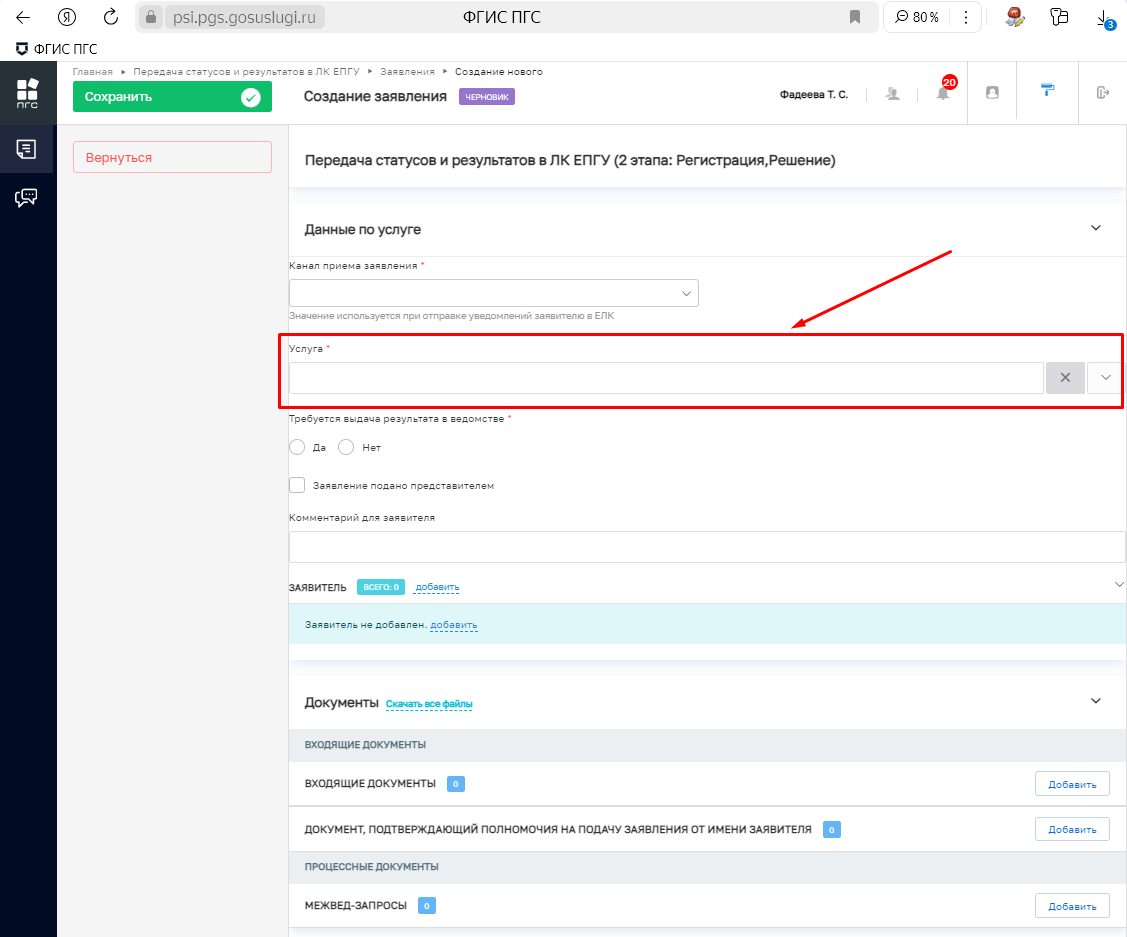 psi.pgs.gosuslugi.ru
ФГИС ПГС
80 %
3
ФГИС ПГС
Главная ▸ Передача статусов и результатов в ЛК ЕПГУ ▸ Заявления ▸ Создание нового
пгс
Сохранить
Создание заявления
ЧЕРНОВИК
Фадеева Т. С.
20
Вернуться
Передача статусов и результатов в ЛК ЕПГУ (2 этапа: Регистрация,Решение)
Данные по услуге
Канал приема заявления *
Значение используется при отправке уведомлений заявителю в ЕЛК
Услуга *
Требуется выдача результата в ведомстве *
Да Нет
Заявление подано представителем
Комментарий для заявителя
ЗАЯВИТЕЛЬ ВСЕГО: 0 добавить
Заявитель не добавлен. добавить
Документы Скачать все файлы
ВХОДЯЩИЕ ДОКУМЕНТЫ
ВХОДЯЩИЕ ДОКУМЕНТЫ 0 Добавить
ДОКУМЕНТ, ПОДТВЕРЖДАЮЩИЙ ПОЛНОМОЧИЯ НА ПОДАЧУ ЗАЯВЛЕНИЯ ОТ ИМЕНИ ЗАЯВИТЕЛЯ 0 Добавить
ПРОЦЕССНЫЕ ДОКУМЕНТЫ
МЕЖВЕД-ЗАПРОСЫ 0 Добавить